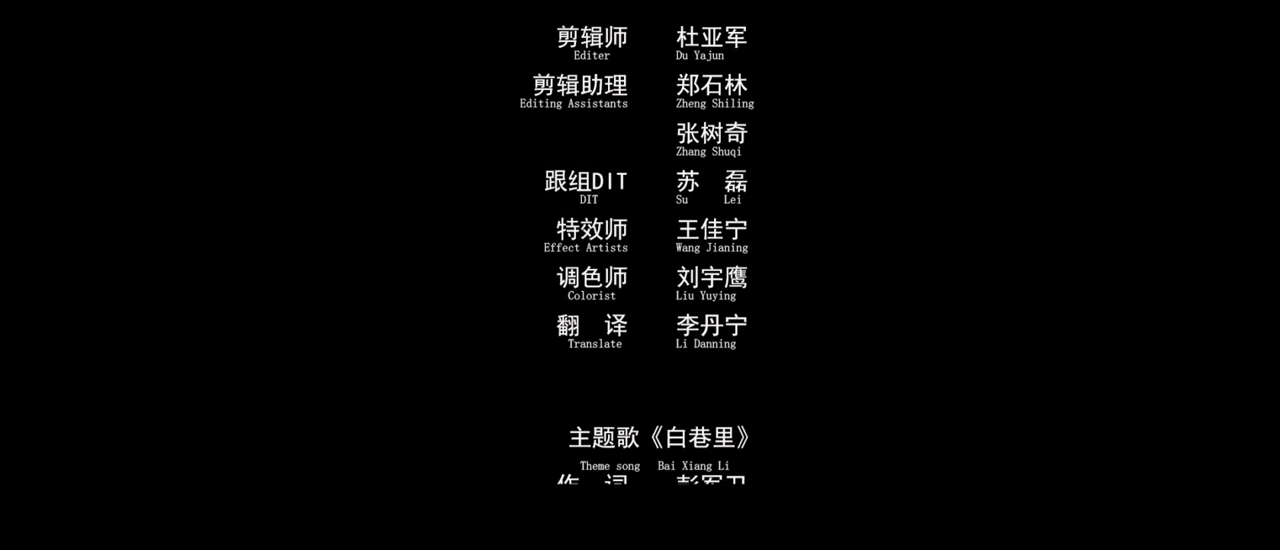 剪辑师 杜亚军
Editer Du Yajun
剪辑助理 郑石林
Editing Assistants Zheng Shiling
张树奇
Zhang Shuqi
跟组DIT 苏 磊
DIT Su Lei
特效师 王佳宁
Effect Artists Wang Jianing
调色师 刘宇鹰
Colorist Liu Yuying
翻 译 李丹宁
Translate Li Danning
主题歌《白巷里》
Theme song Bai Xiang Li
作 词